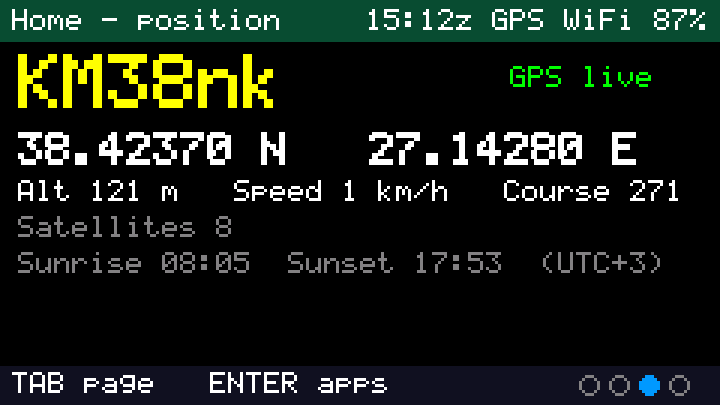 Home - position 15:12z GPS WiFi 87%
KM38nk GPS live
38.42370 N 27.14280 E
Alt 121 m Speed 1 km/h Course 271
Satellites 8
Sunrise 08:05 Sunset 17:53 (UTC+3)
TAB page ENTER apps